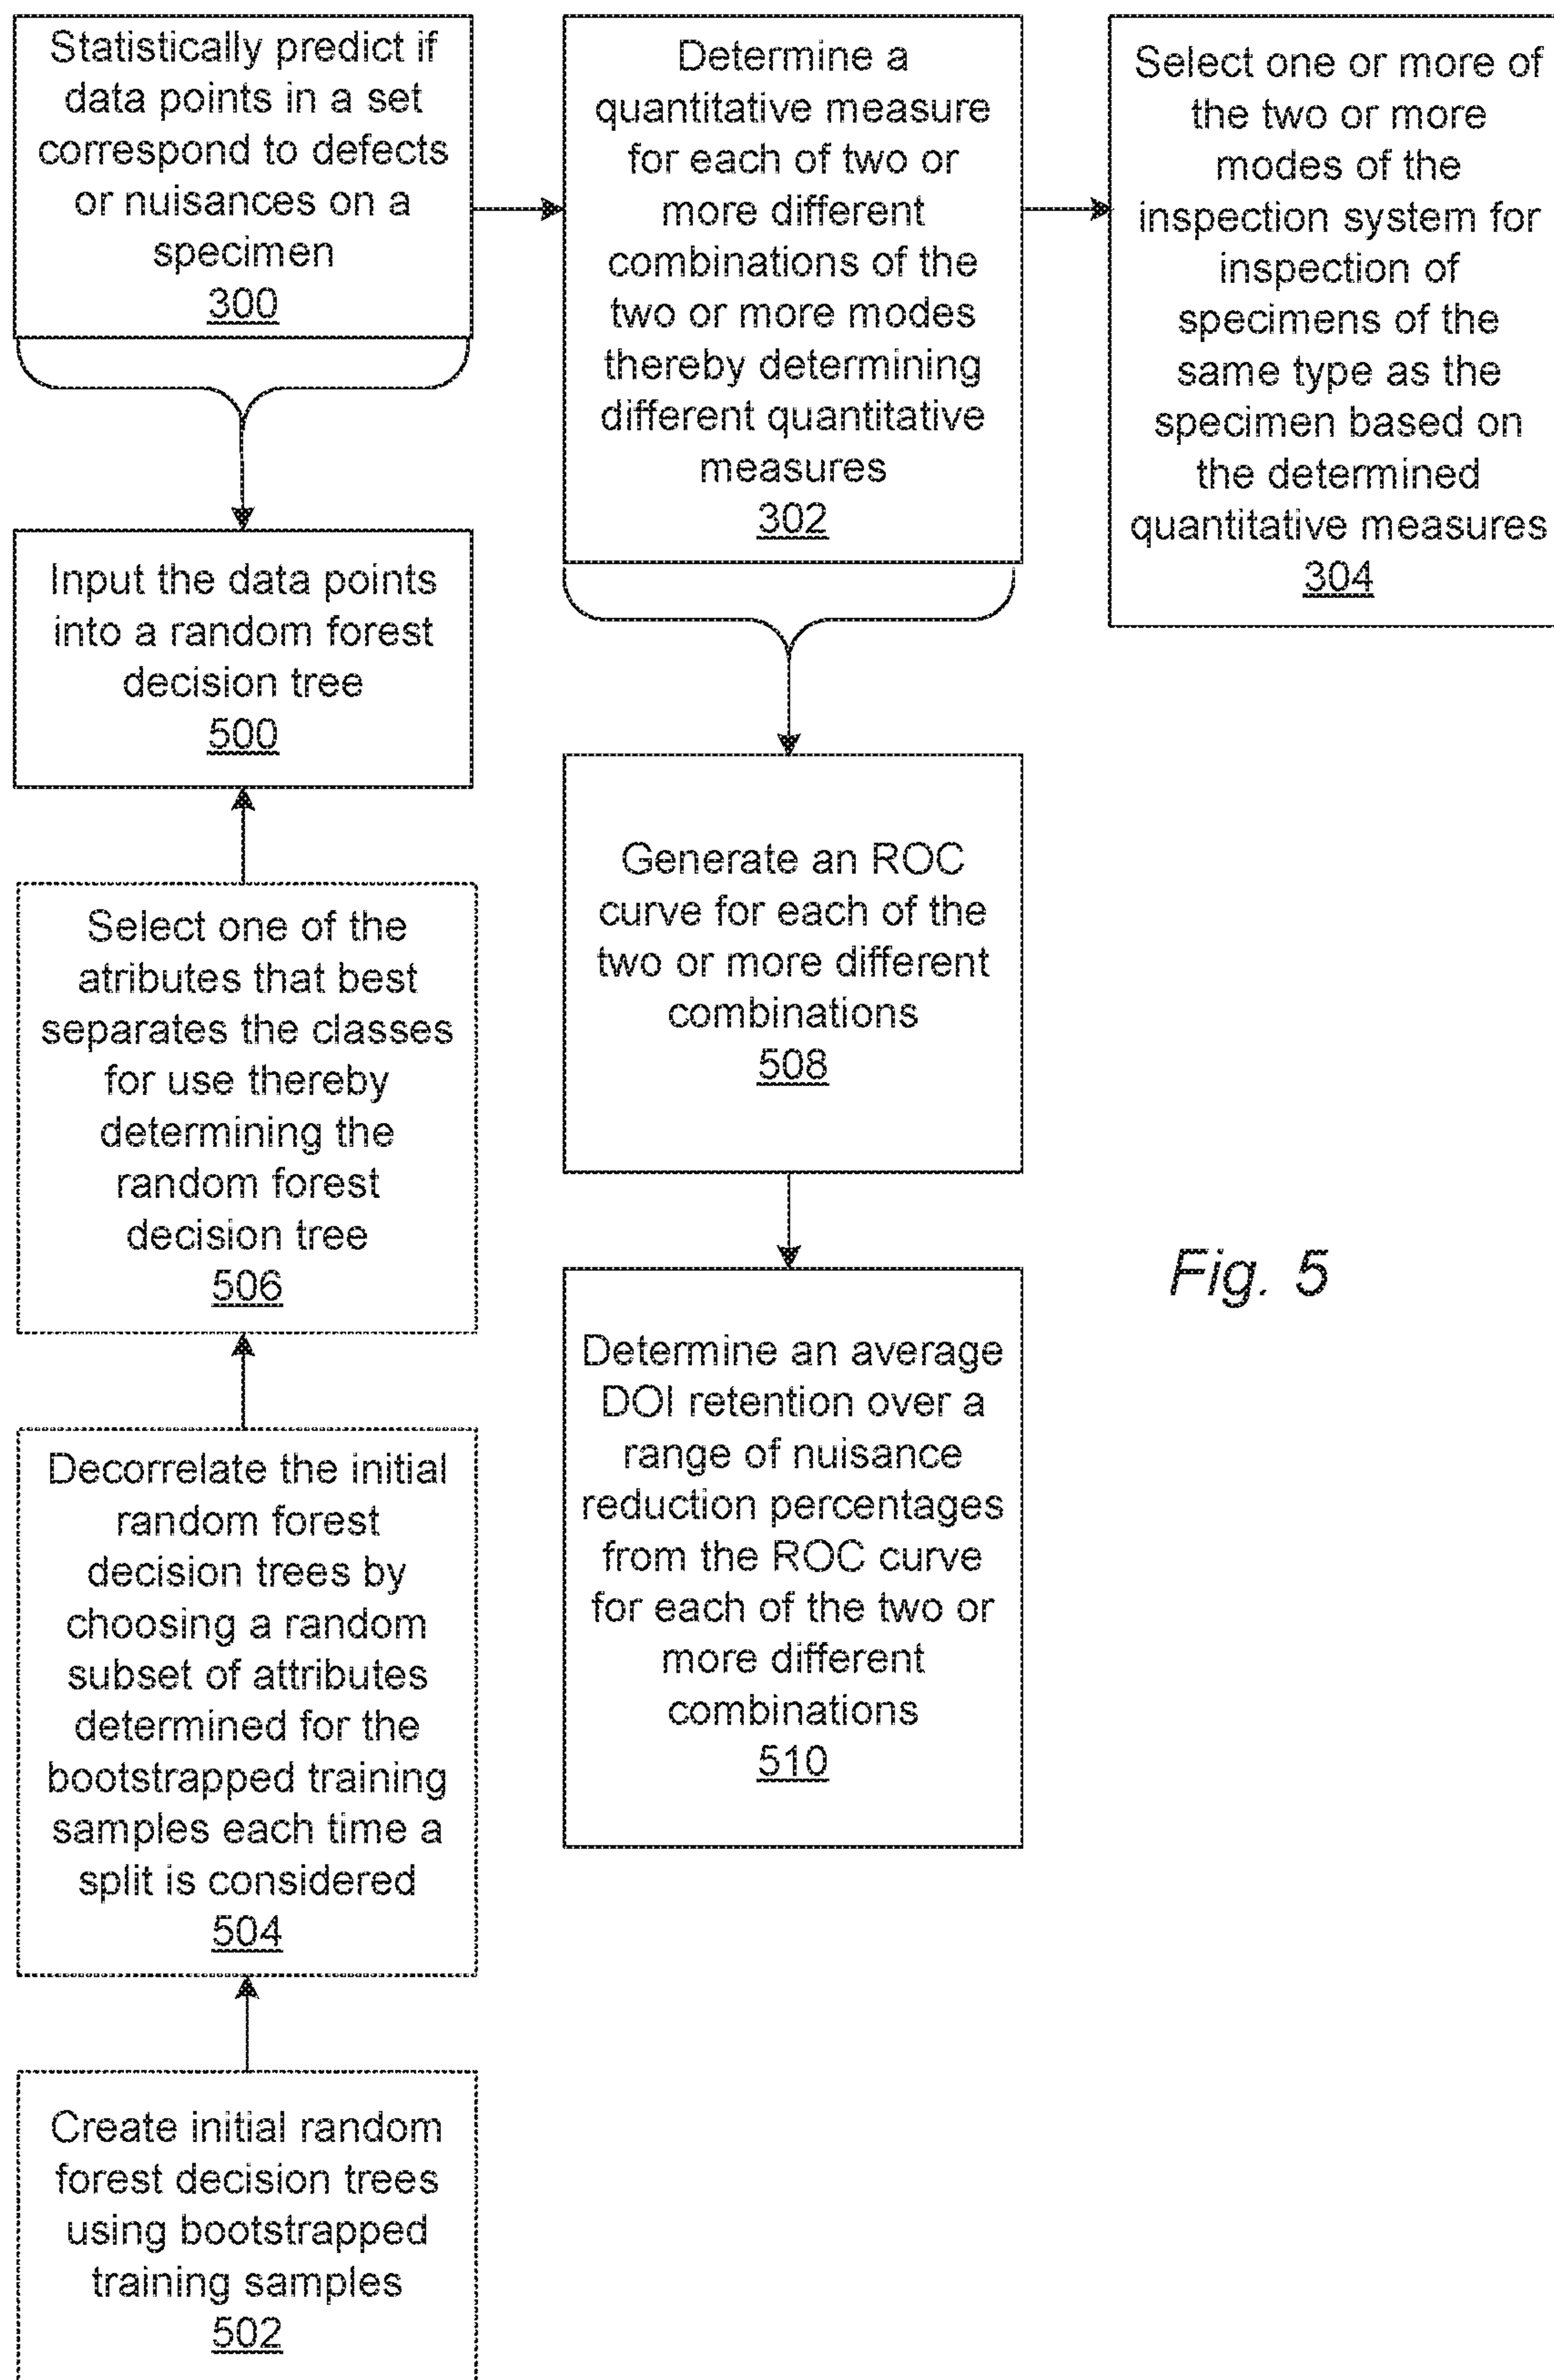 Statistically predict if
data points in a set
correspond to defects
or nuisances on a
specimen
300
Determine a
quantitative measure
for each of two or
more different
combinations of the
two or more modes
thereby determining
different quantitative
measures
302
Select one or more of
the two or more
modes of the
inspection system for
inspection of
specimens of the
same type as the
specimen based on
the determined
quantitative measures
304
Input the data points
into a random forest
decision tree
500
Select one of the
atributes that best
separates the classes
for use thereby
determining the
random forest
decision tree
506
Decorrelate the initial
random forest
decision trees by
choosing a random
subset of attributes
determined for the
bootstrapped training
samples each time a
split is considered
504
Create initial random
forest decision trees
using bootstrapped
training samples
502
Generate an ROC
curve for each of the
two or more different
combinations
508
Determine an average
DOI retention over a
range of nuisance
reduction percentages
from the ROC curve
for each of the two or
more different
combinations
510
Fig. 5